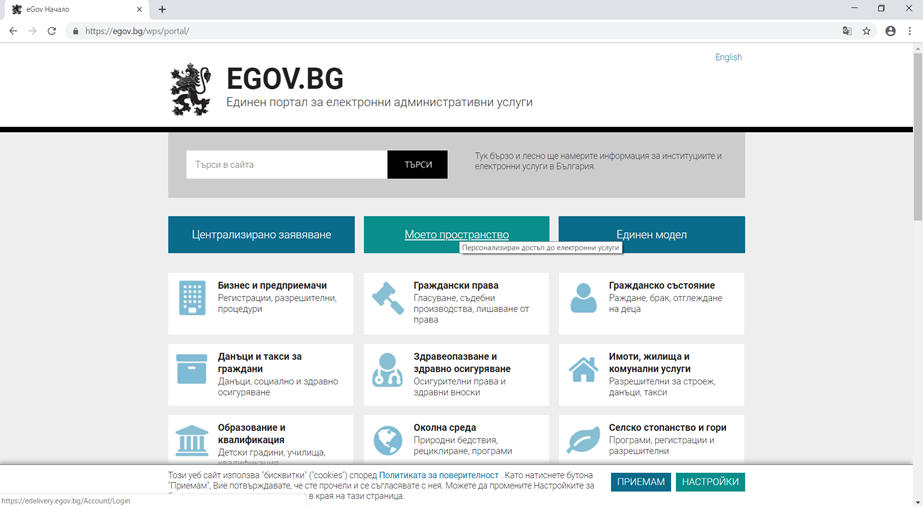 eGov Начало
https://egov.bg/wps/portal/
English
EGOV.BG
Единен портал за електронни административни услуги
Търси в сайта
ТЪРСИ
Тук бързо и лесно ще намерите информация за институциите и
електронни услуги в България.
Централизирано заявяване
Моето пространство
Единен модел
Персонализиран достъп до електронни услуги
Бизнес и предприемачи
Регистрации, разрешителни,
процедури
Граждански права
Гласуване, съдебни
производства, лишаване от
права
Гражданско състояние
Раждане, брак, отглеждане
на деца
Данъци и такси за
граждани
Данъци, социално и здравно
осигуряване
Здравеопазване и
здравно осигуряване
Осигурителни права и
здравни вноски
Имоти, жилища и
комунални услуги
Разрешителни за строеж,
данъци, такси
Образование и
квалификация
Детски градини, училища,
квалификация
Околна среда
Природни бедствия,
рециклиране, програми
Селско стопанство и гори
Програми, регистрации и
разрешителни
Този уеб сайт използва "бисквитки" ("cookies") според Политиката за поверителност . Като натиснете бутона
"Приемам", Вие потвърждавате, че сте прочели и се съгласявате с нея. Можете да промените Настройките за
в края на тази страница.
ПРИЕМАМ
НАСТРОЙКИ
https://edelivery.egov.bg/Account/Login